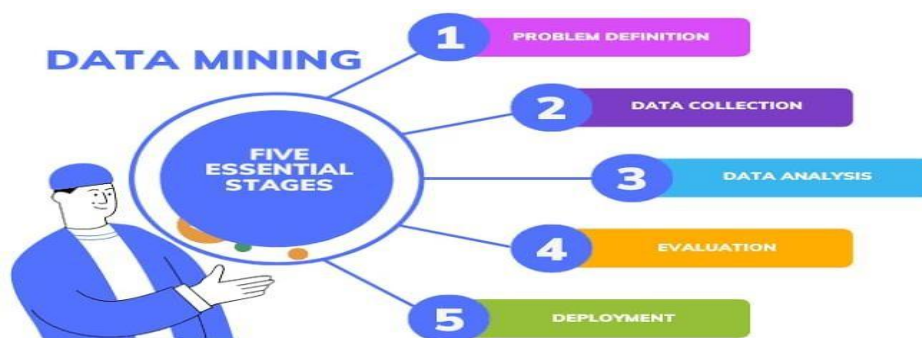 DATA MINING
FIVE
ESSENTIAL
STAGES
1
PROBLEM DEFINITION
2
DATA COLLECTION
3
DATA ANALYSIS
4
EVALUATION
5
DEPLOYMENT